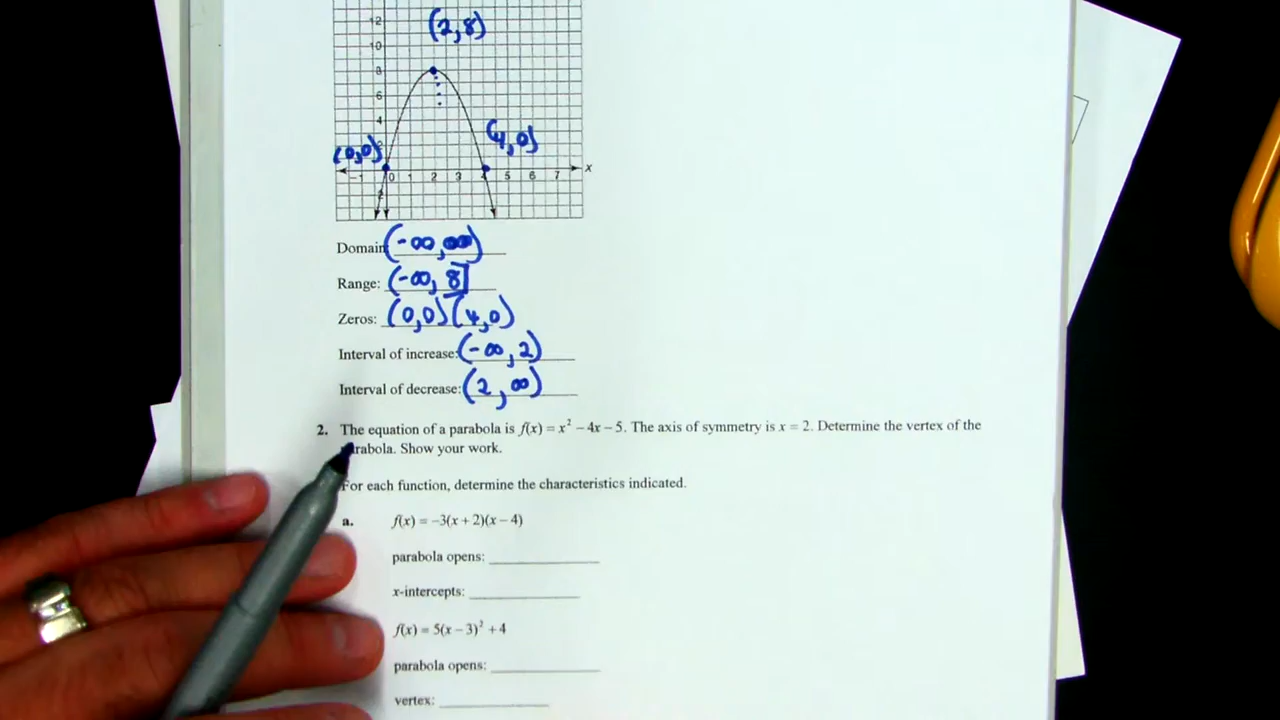 12
(2,8)
10
8
6
4
(4,0)
(0,0)
2
-1 0 1 2 3 4 5 6 7 x
Domain: (-∞,∞)
Range: (-∞, 8]
Zeros: (0,0)(4,0)
Interval of increase: (-∞, 2)
Interval of decrease: (2, ∞)
2. The equation of a parabola is f(x) = x² − 4x − 5. The axis of symmetry is x = 2. Determine the vertex of the
parabola. Show your work.
For each function, determine the characteristics indicated.
a. f(x) = −3(x + 2)(x − 4)
parabola opens:
x-intercepts:
f(x) = 5(x − 3)² + 4
parabola opens:
vertex: